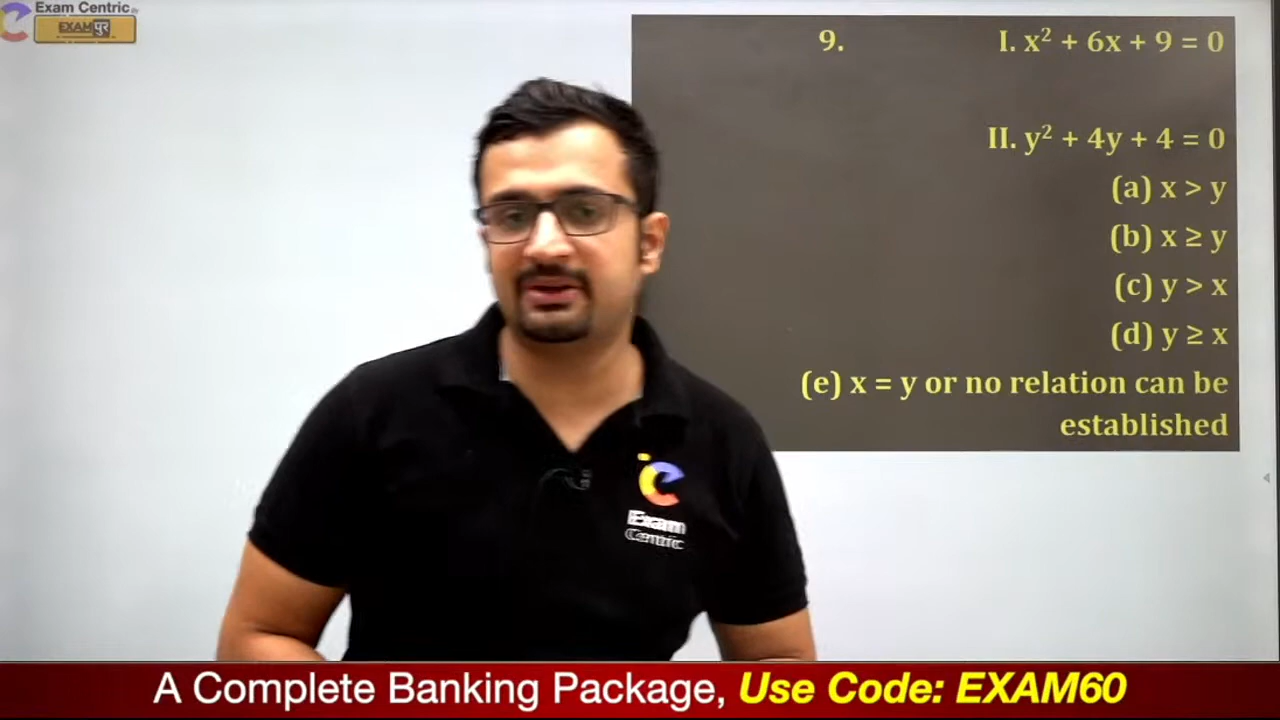 Exam Centric By
EXAMपुर
9. I. x² + 6x + 9 = 0
II. y² + 4y + 4 = 0
(a) x > y
(b) x ≥ y
(c) y > x
(d) y ≥ x
(e) x = y or no relation can be
established
Exam
Centric
A Complete Banking Package, Use Code: EXAM60